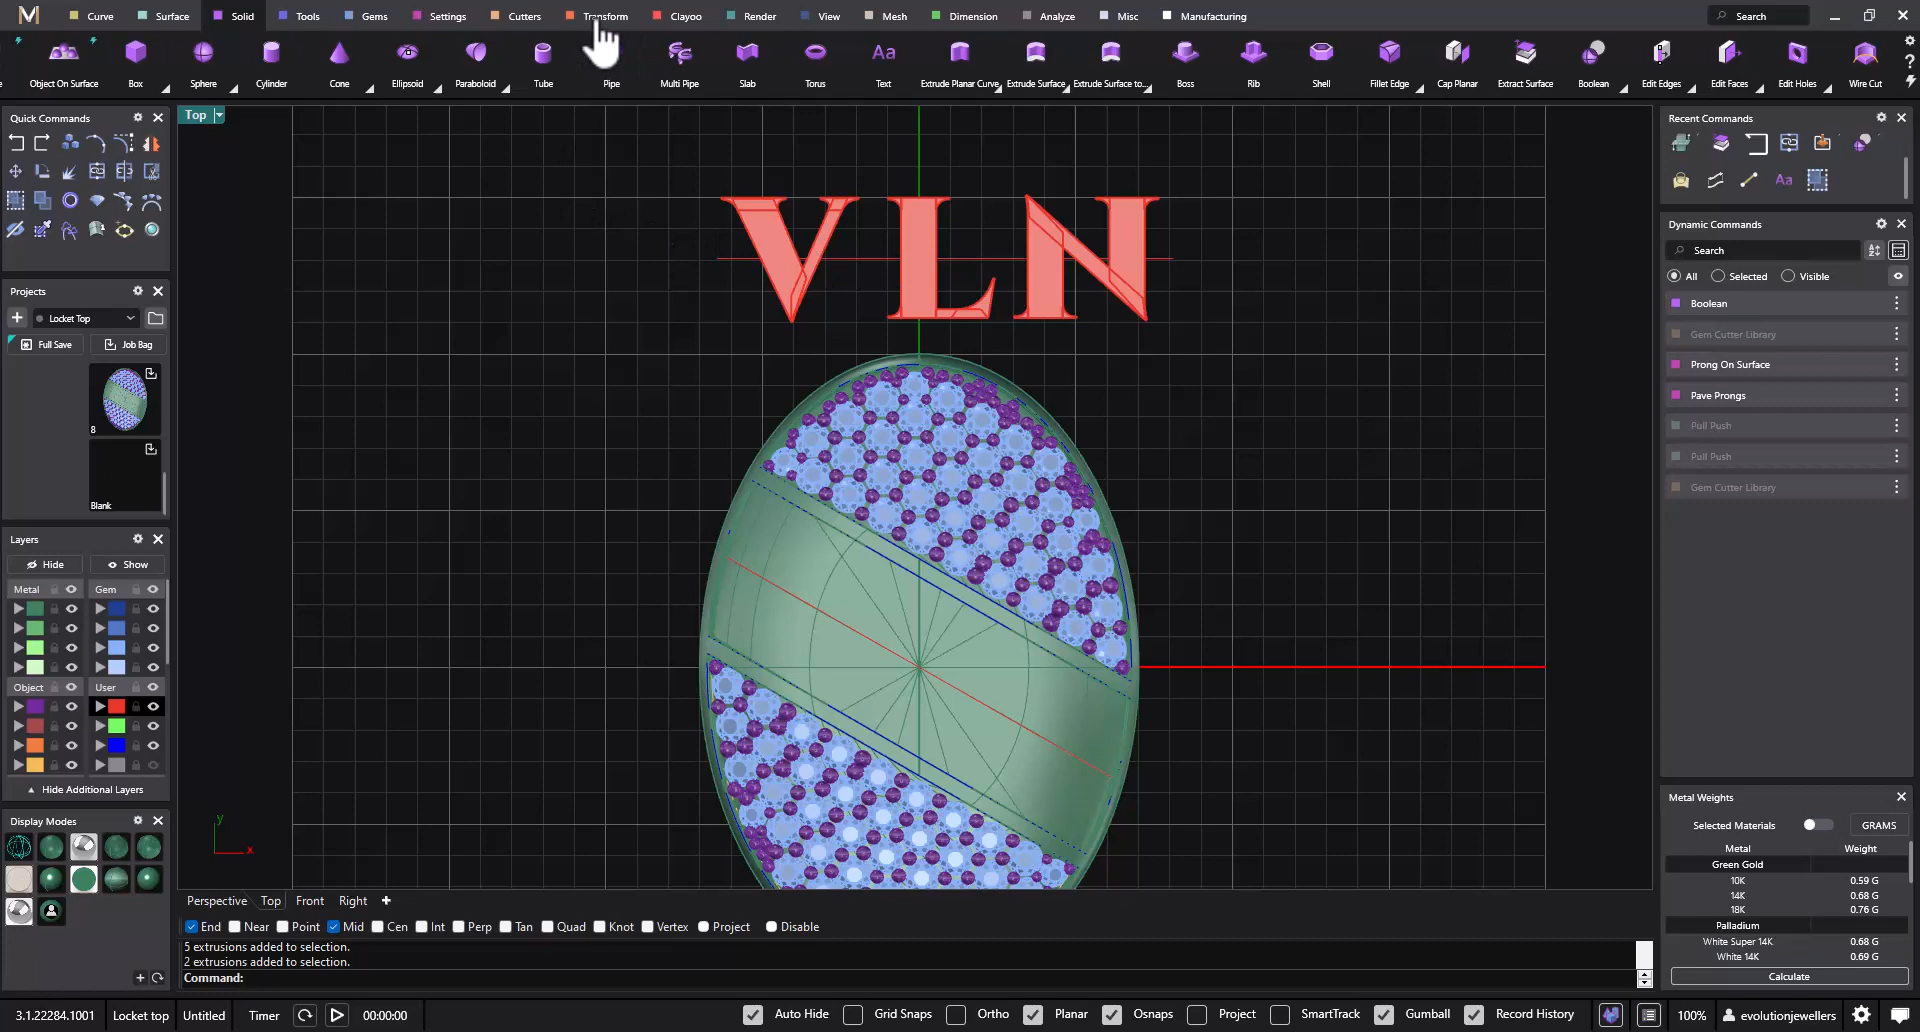 Curve Surface Solid Tools Gems Settings Cutters Transform Clayoo Render View Mesh Dimension Analyze Misc Manufacturing Search
Object On Surface Box Sphere Cylinder Cone Ellipsoid Paraboloid Tube Pipe Multi Pipe Slab Torus Text Extrude Planar Curve Extrude Surface Extrude Surface to... Boss Rib Shell Fillet Edge Cap Planar Extract Surface Boolean Edit Edges Edit Faces Edit Holes Wire Cut
Quick Commands
Projects
Locket Top
Full Save Job Bag
8
Blank
Layers
Hide Show
Metal Gem
Object User
Hide Additional Layers
Display Modes
Top
VLN
y
x
Perspective Top Front Right
End Near Point Mid Cen Int Perp Tan Quad Knot Vertex Project Disable
5 extrusions added to selection.
2 extrusions added to selection.
Command:
Recent Commands
Aa
Dynamic Commands
Search
All Selected Visible
Boolean
Gem Cutter Library
Prong On Surface
Pave Prongs
Pull Push
Pull Push
Gem Cutter Library
Metal Weights
Selected Materials GRAMS
Metal Weight
Green Gold
10K 0.59 G
14K 0.68 G
18K 0.76 G
Palladium
White Super 14K 0.68 G
White 14K 0.69 G
Calculate
3.1.22284.1001 Locket top Untitled Timer 00:00:00 Auto Hide Grid Snaps Ortho Planar Osnaps Project SmartTrack Gumball Record History 100% evolutionjewellers